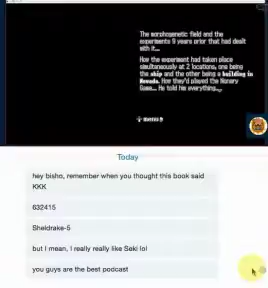 The morphogenetic field and the
experiments 9 years prior that had dealt
with it...
How the experiment had taken place
simultaneously at 2 locations, one being
the ship and the other being a building in
Nevada. How they'd played the Nonary
Game... He told his everything...
Today
hey bisho, remember when you thought this book said
KKK
632415
Sheldrake-5
but I mean, I really really like Seki lol
you guys are the best podcast